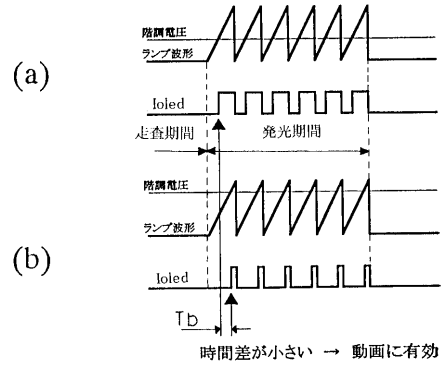 階調電圧
ランプ波形
(a)
Ioled
走査期間
発光期間
階調電圧
ランプ波形
(b)
Ioled
Tb
時間差が小さい → 動画に有効